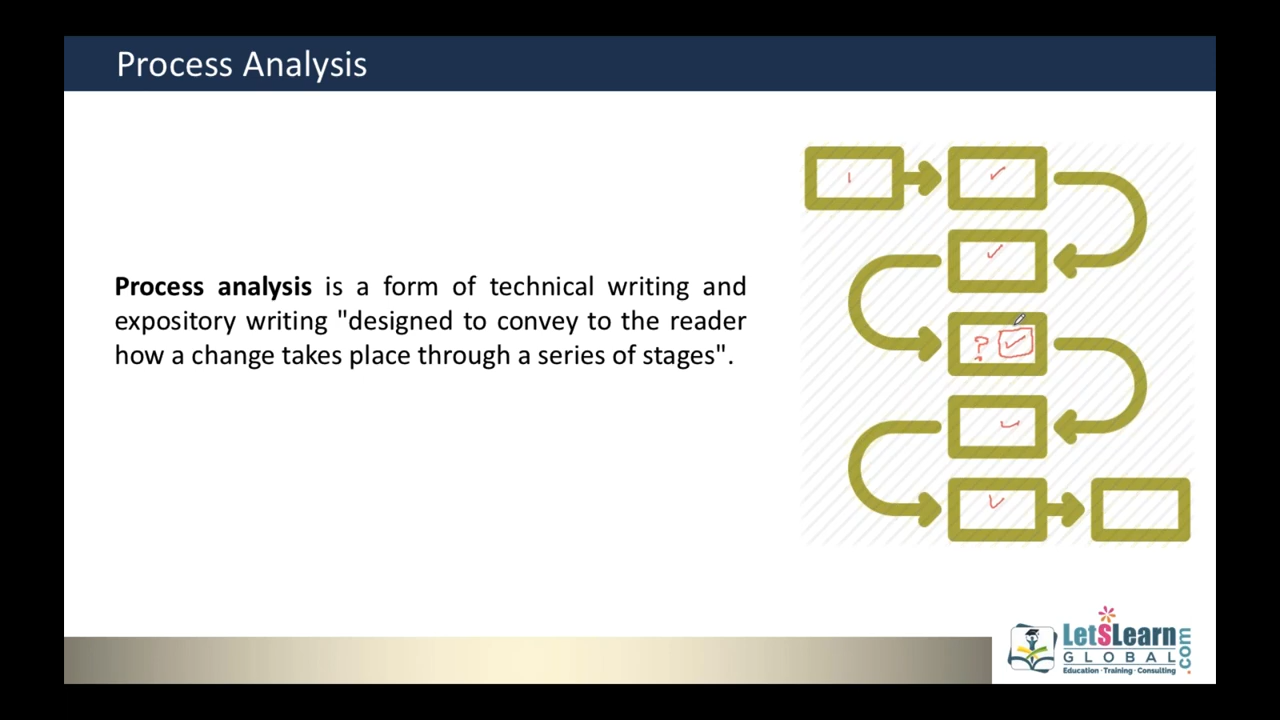 Process Analysis
Process analysis is a form of technical writing and
expository writing "designed to convey to the reader
how a change takes place through a series of stages".
?
LetSLearn
GLOBAL
.com
Education · Training · Consulting